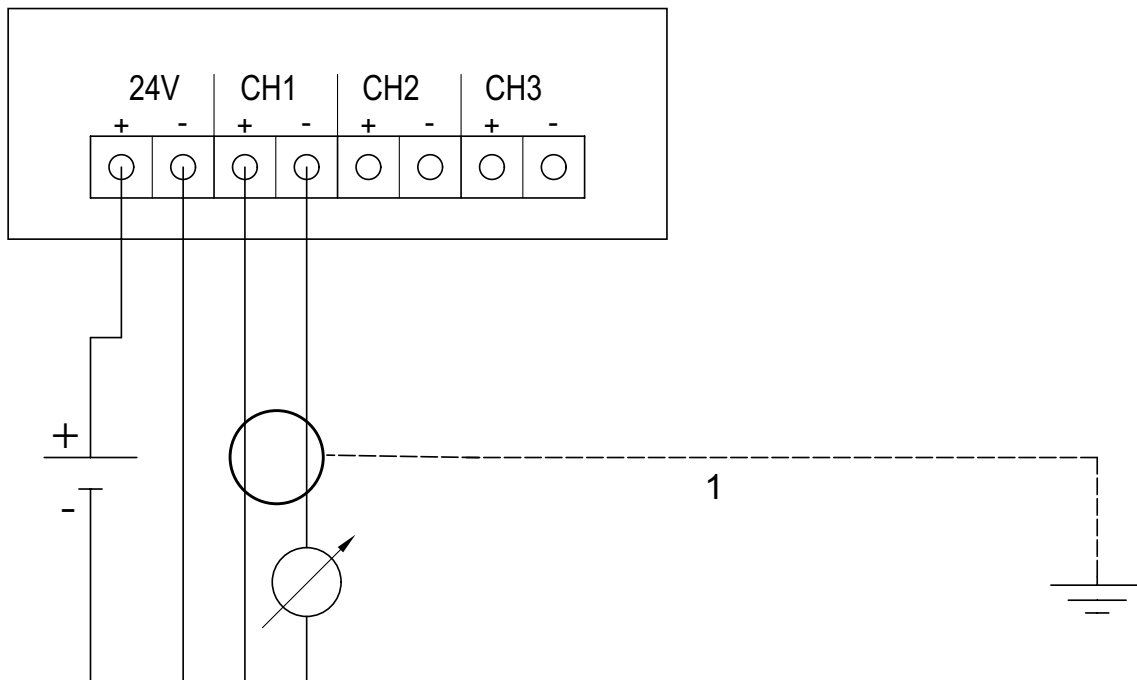 24V CH1 CH2 CH3
+ - + - + - + -
+
-
1